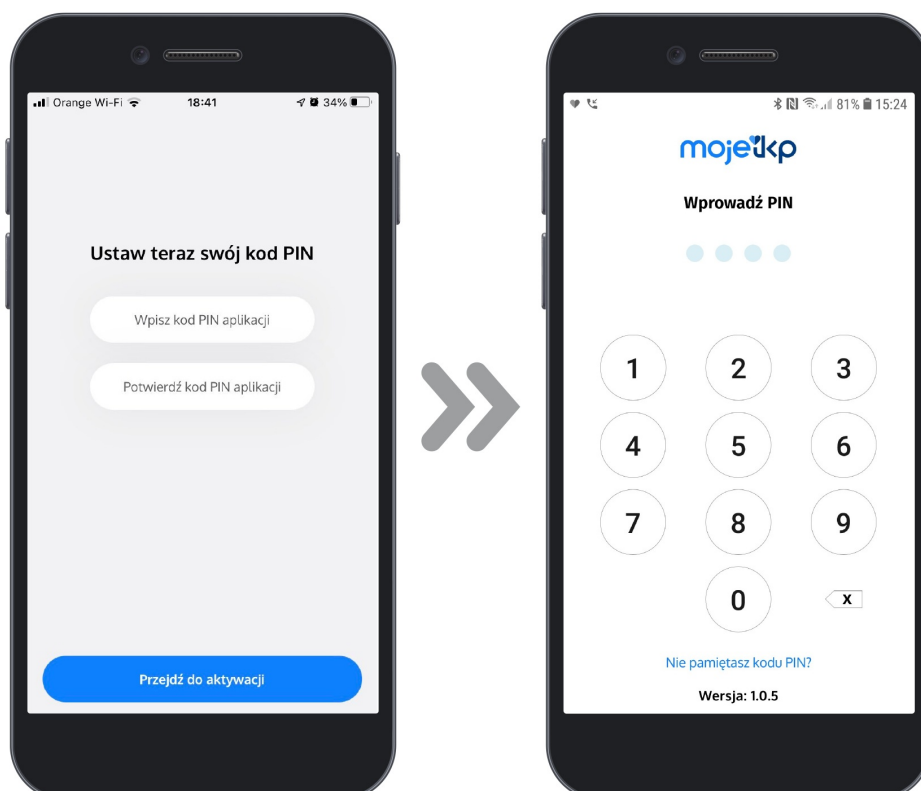 Orange Wi-Fi 18:41 34%
Ustaw teraz swój kod PIN
Wpisz kod PIN aplikacji
Potwierdź kod PIN aplikacji
Przejdź do aktywacji
81% 15:24
mojeikp
Wprowadź PIN
1 2 3
4 5 6
7 8 9
0 X
Nie pamiętasz kodu PIN?
Wersja: 1.0.5